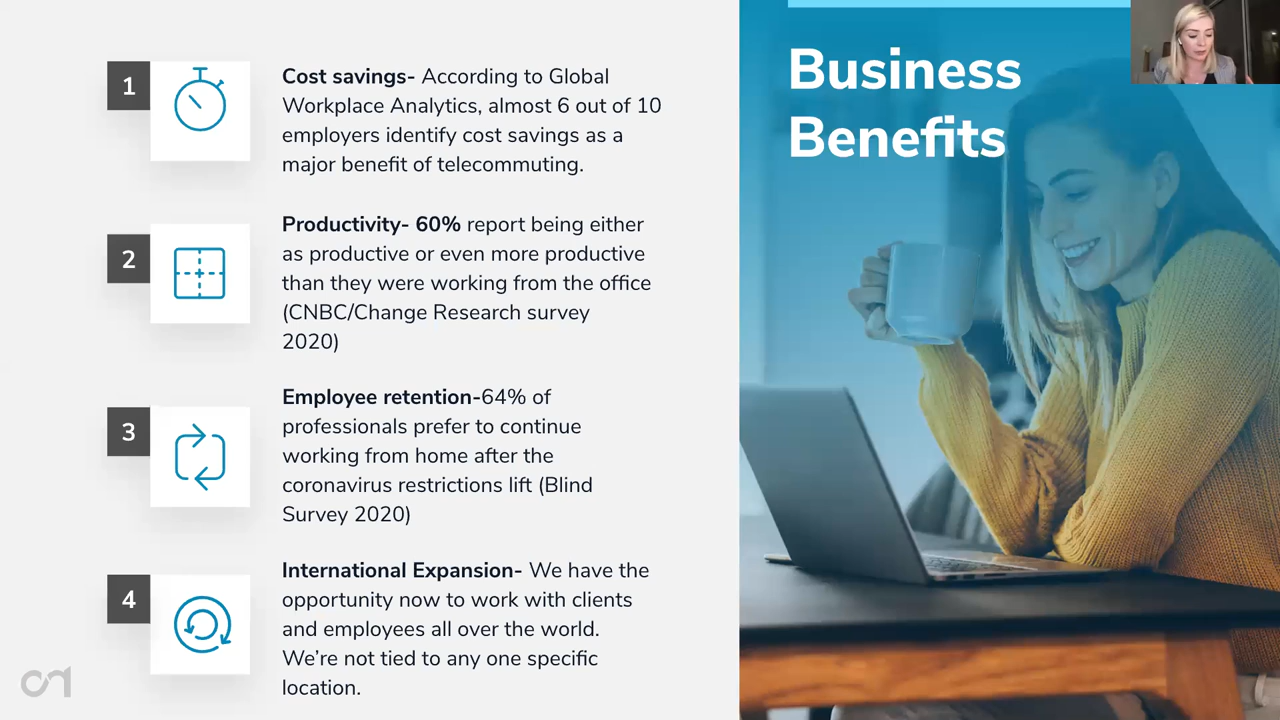 Business
Benefits
1
Cost savings- According to Global
Workplace Analytics, almost 6 out of 10
employers identify cost savings as a
major benefit of telecommuting.
2
Productivity- 60% report being either
as productive or even more productive
than they were working from the office
(CNBC/Change Research survey
2020)
3
Employee retention-64% of
professionals prefer to continue
working from home after the
coronavirus restrictions lift (Blind
Survey 2020)
4
International Expansion- We have the
opportunity now to work with clients
and employees all over the world.
We’re not tied to any one specific
location.